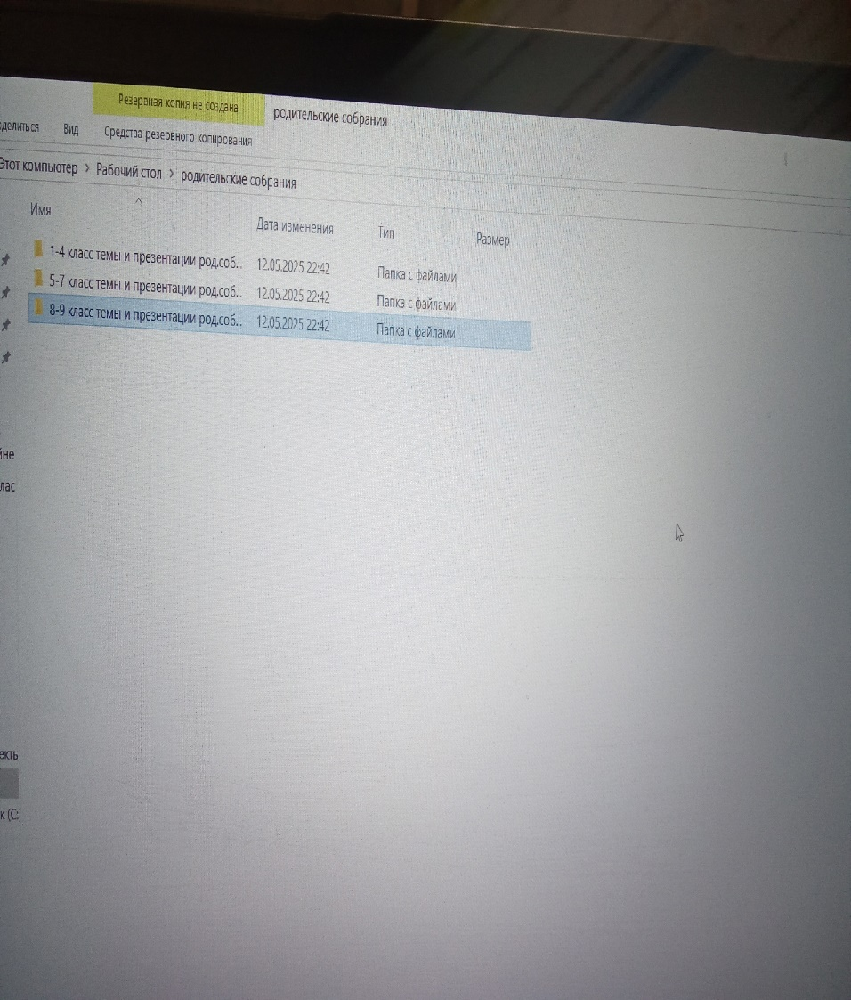 Резервная копия не создана
родительские собрания
делиться Вид Средства резервного копирования
Этот компьютер > Рабочий стол > родительские собрания
Имя Дата изменения Тип Размер
1-4 класс темы и презентации род.соб... 12.05.2025 22:42 Папка с файлами
5-7 класс темы и презентации род.соб... 12.05.2025 22:42 Папка с файлами
8-9 класс темы и презентации род.соб... 12.05.2025 22:42 Папка с файлами
йне
лас
екть
к (C: